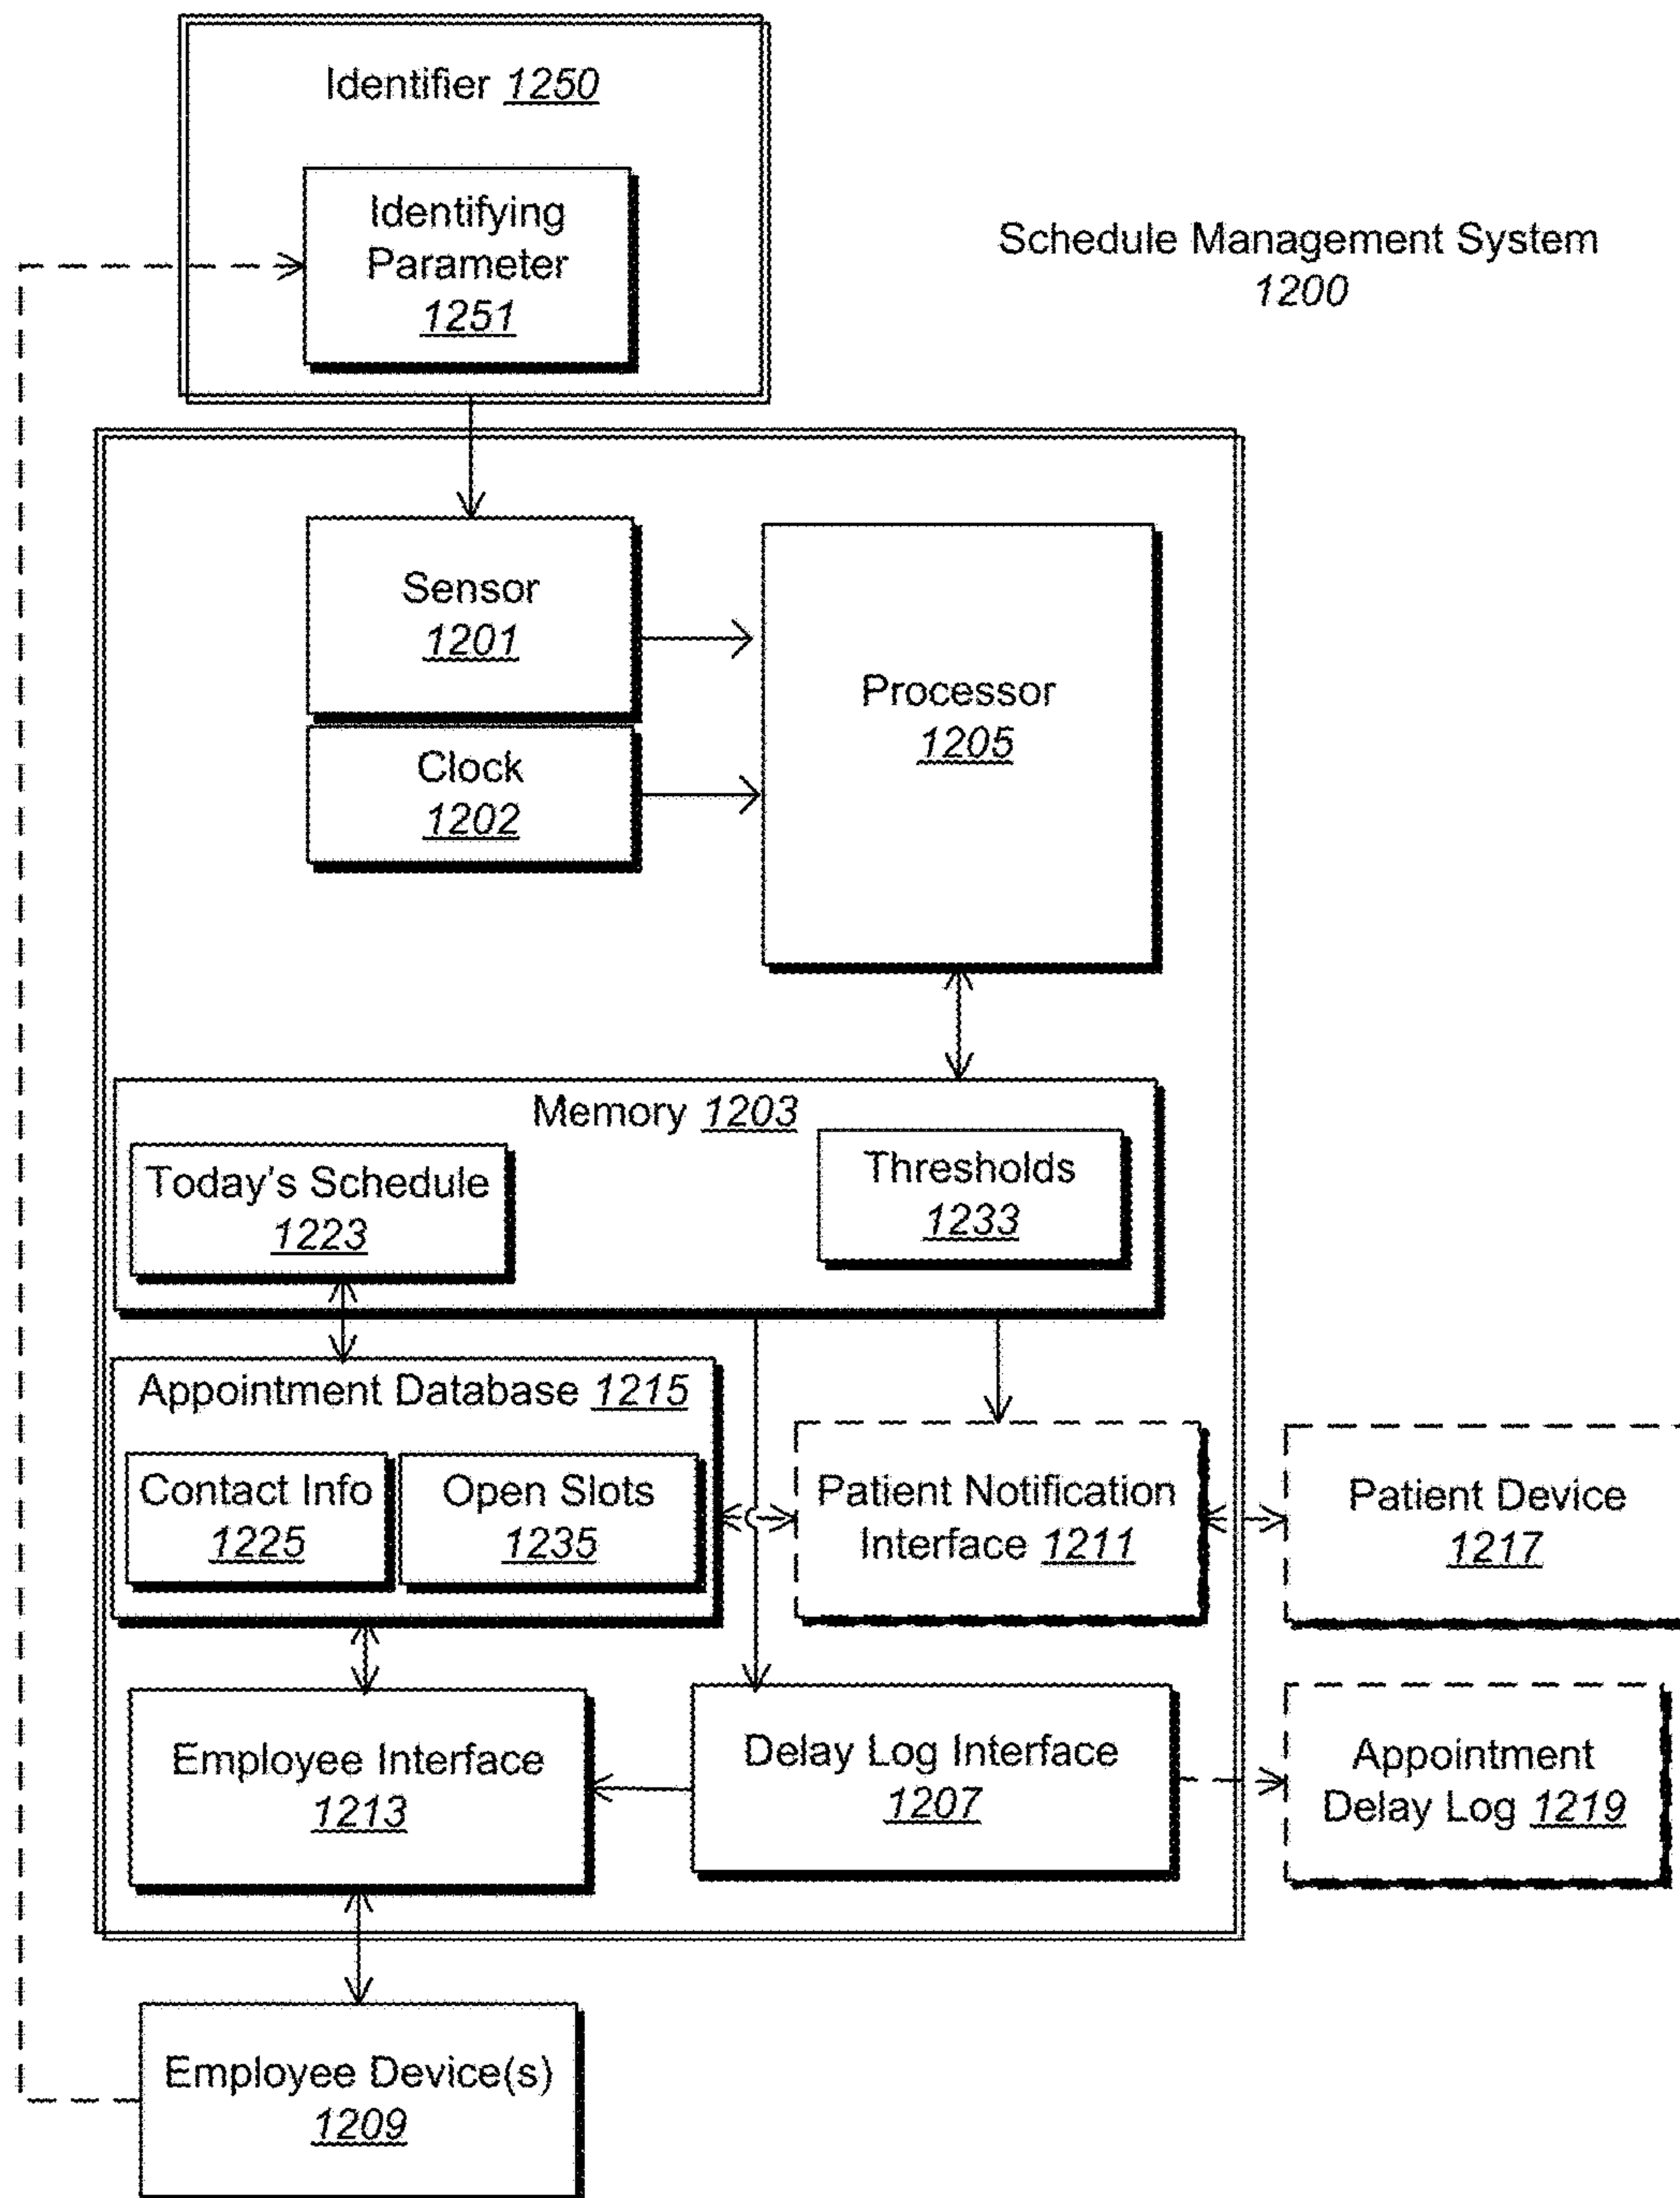 Identifier 1250
Identifying
Parameter
1251
Schedule Management System
1200
Sensor
1201
Clock
1202
Processor
1205
Memory 1203
Today's Schedule
1223
Thresholds
1233
Appointment Database 1215
Contact Info
1225
Open Slots
1235
Patient Notification
Interface 1211
Patient Device
1217
Employee Interface
1213
Delay Log Interface
1207
Appointment
Delay Log 1219
Employee Device(s)
1209